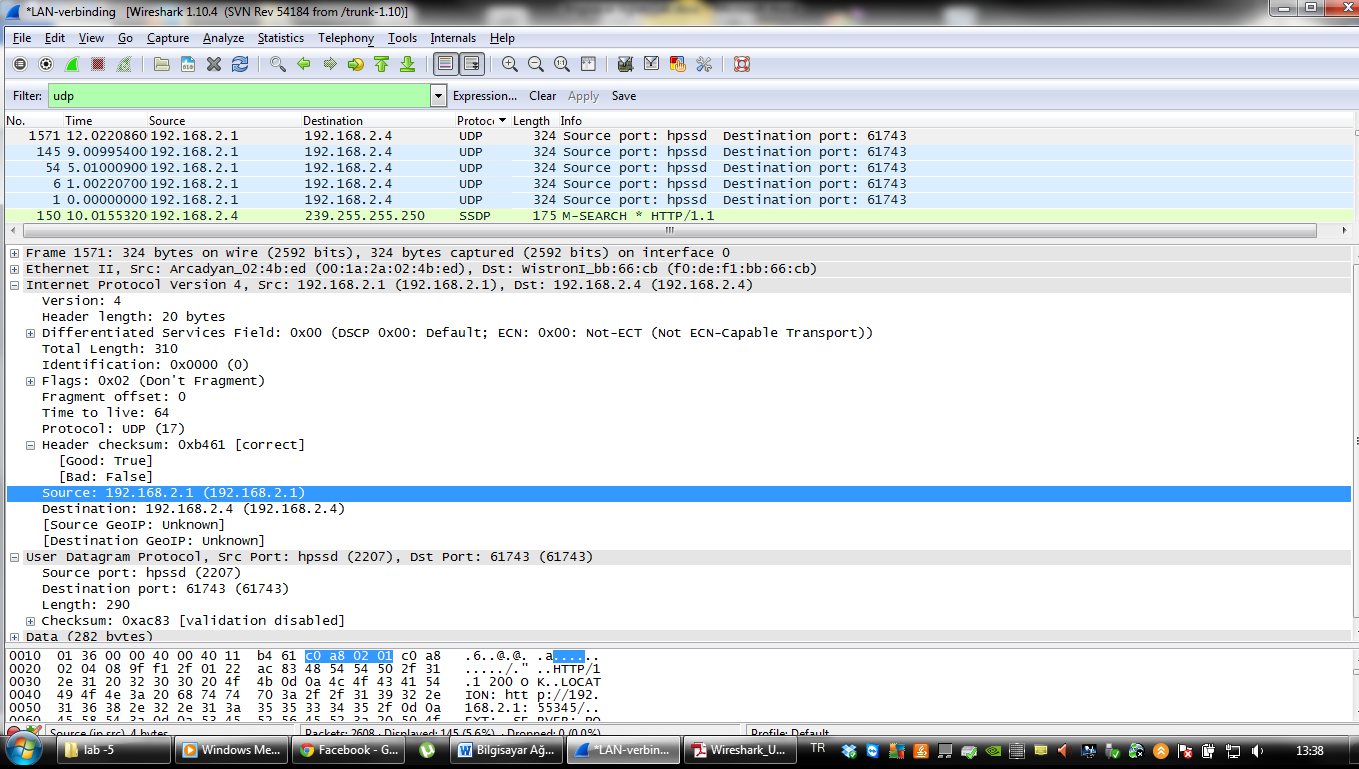 *LAN-verbinding [Wireshark 1.10.4 (SVN Rev 54184 from /trunk-1.10)]
File Edit View Go Capture Analyze Statistics Telephony Tools Internals Help
Filter: udp Expression... Clear Apply Save
No. Time Source Destination Protoc Length Info
1571 12.0220860 192.168.2.1 192.168.2.4 UDP 324 Source port: hpssd Destination port: 61743
145 9.00995400 192.168.2.1 192.168.2.4 UDP 324 Source port: hpssd Destination port: 61743
54 5.01000900 192.168.2.1 192.168.2.4 UDP 324 Source port: hpssd Destination port: 61743
6 1.00220700 192.168.2.1 192.168.2.4 UDP 324 Source port: hpssd Destination port: 61743
1 0.00000000 192.168.2.1 192.168.2.4 UDP 324 Source port: hpssd Destination port: 61743
150 10.0155320 192.168.2.4 239.255.255.250 SSDP 175 M-SEARCH * HTTP/1.1
Frame 1571: 324 bytes on wire (2592 bits), 324 bytes captured (2592 bits) on interface 0
Ethernet II, Src: Arcadyan_02:4b:ed (00:1a:2a:02:4b:ed), Dst: WistronI_bb:66:cb (f0:de:f1:bb:66:cb)
Internet Protocol Version 4, Src: 192.168.2.1 (192.168.2.1), Dst: 192.168.2.4 (192.168.2.4)
Version: 4
Header length: 20 bytes
Differentiated Services Field: 0x00 (DSCP 0x00: Default; ECN: 0x00: Not-ECT (Not ECN-Capable Transport))
Total Length: 310
Identification: 0x0000 (0)
Flags: 0x02 (Don't Fragment)
Fragment offset: 0
Time to live: 64
Protocol: UDP (17)
Header checksum: 0xb461 [correct]
[Good: True]
[Bad: False]
Source: 192.168.2.1 (192.168.2.1)
Destination: 192.168.2.4 (192.168.2.4)
[Source GeoIP: Unknown]
[Destination GeoIP: Unknown]
User Datagram Protocol, Src Port: hpssd (2207), Dst Port: 61743 (61743)
Source port: hpssd (2207)
Destination port: 61743 (61743)
Length: 290
Checksum: 0xac83 [validation disabled]
Data (282 bytes)
0010 01 36 00 00 40 00 40 11 b4 61 c0 a8 02 01 c0 a8 .6..@.@. .a......
0020 02 04 08 9f f1 2f 01 22 ac 83 48 54 54 50 2f 31 ...../." ..HTTP/1
0030 2e 31 20 32 30 30 20 4f 4b 0d 0a 4c 4f 43 41 54 .1 200 O K..LOCAT
0040 49 4f 4e 3a 20 68 74 74 70 3a 2f 2f 31 39 32 2e ION: htt p://192.
0050 31 36 38 2e 32 2e 31 3a 35 35 33 34 35 2f 0d 0a 168.2.1: 55345/..
0060 45 58 54 3a 0d 0a 53 45 52 56 45 52 3a 20 50 4f EXT:..SE RVER: PO
Source (ip.src), 4 bytes Packets: 2608 · Displayed: 145 (5.6%) · Dropped: 0 (0.0%) Profile: Default
lab -5 Windows Me... Facebook - G... Bilgisayar Ağ... *LAN-verbin... Wireshark_U... TR 13:38